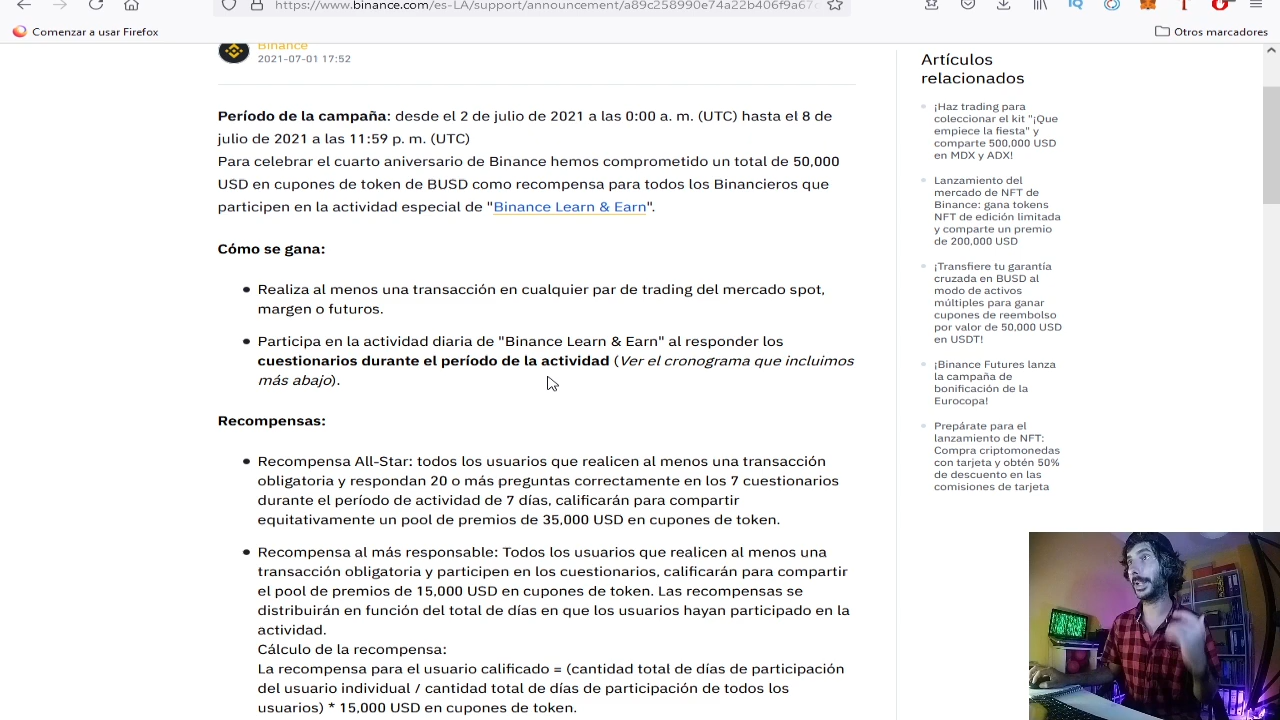 https://www.binance.com/es-LA/support/announcement/a89c258990e74a22b406f9a67c
Comenzar a usar Firefox
Otros marcadores
Binance
2021-07-01 17:52
Período de la campaña: desde el 2 de julio de 2021 a las 0:00 a. m. (UTC) hasta el 8 de
julio de 2021 a las 11:59 p. m. (UTC)
Para celebrar el cuarto aniversario de Binance hemos comprometido un total de 50,000
USD en cupones de token de BUSD como recompensa para todos los Binancieros que
participen en la actividad especial de "Binance Learn & Earn".
Cómo se gana:
Realiza al menos una transacción en cualquier par de trading del mercado spot,
margen o futuros.
Participa en la actividad diaria de "Binance Learn & Earn" al responder los
cuestionarios durante el período de la actividad (Ver el cronograma que incluimos
más abajo).
Recompensas:
Recompensa All-Star: todos los usuarios que realicen al menos una transacción
obligatoria y respondan 20 o más preguntas correctamente en los 7 cuestionarios
durante el período de actividad de 7 días, calificarán para compartir
equitativamente un pool de premios de 35,000 USD en cupones de token.
Recompensa al más responsable: Todos los usuarios que realicen al menos una
transacción obligatoria y participen en los cuestionarios, calificarán para compartir
el pool de premios de 15,000 USD en cupones de token. Las recompensas se
distribuirán en función del total de días en que los usuarios hayan participado en la
actividad.
Cálculo de la recompensa:
La recompensa para el usuario calificado = (cantidad total de días de participación
del usuario individual / cantidad total de días de participación de todos los
usuarios) * 15,000 USD en cupones de token.
Artículos
relacionados
¡Haz trading para
coleccionar el kit "¡Que
empiece la fiesta" y
comparte 500,000 USD
en MDX y ADX!
Lanzamiento del
mercado de NFT de
Binance: gana tokens
NFT de edición limitada
y comparte un premio
de 200,000 USD
¡Transfiere tu garantía
cruzada en BUSD al
modo de activos
múltiples para ganar
cupones de reembolso
por valor de 50,000 USD
en USDT!
¡Binance Futures lanza
la campaña de
bonificación de la
Eurocopa!
Prepárate para el
lanzamiento de NFT:
Compra criptomonedas
con tarjeta y obtén 50%
de descuento en las
comisiones de tarjeta